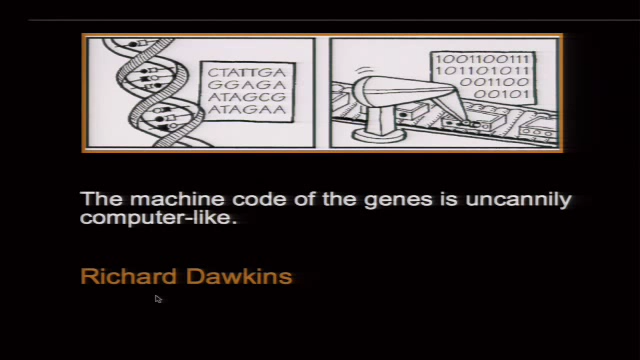 CTATTGA
GGAGA
ATAGCG
ATAGAA
1001100111
101101011
001100
00101
The machine code of the genes is uncannily
computer-like.
Richard Dawkins